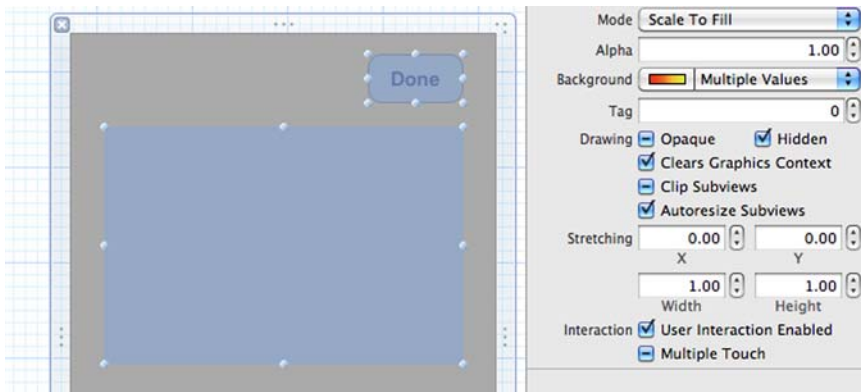 Done
Mode Scale To Fill
Alpha 1.00
Background Multiple Values
Tag 0
Drawing Opaque Hidden
Clears Graphics Context
Clip Subviews
Autoresize Subviews
Stretching 0.00 0.00
X Y
1.00 1.00
Width Height
Interaction User Interaction Enabled
Multiple Touch